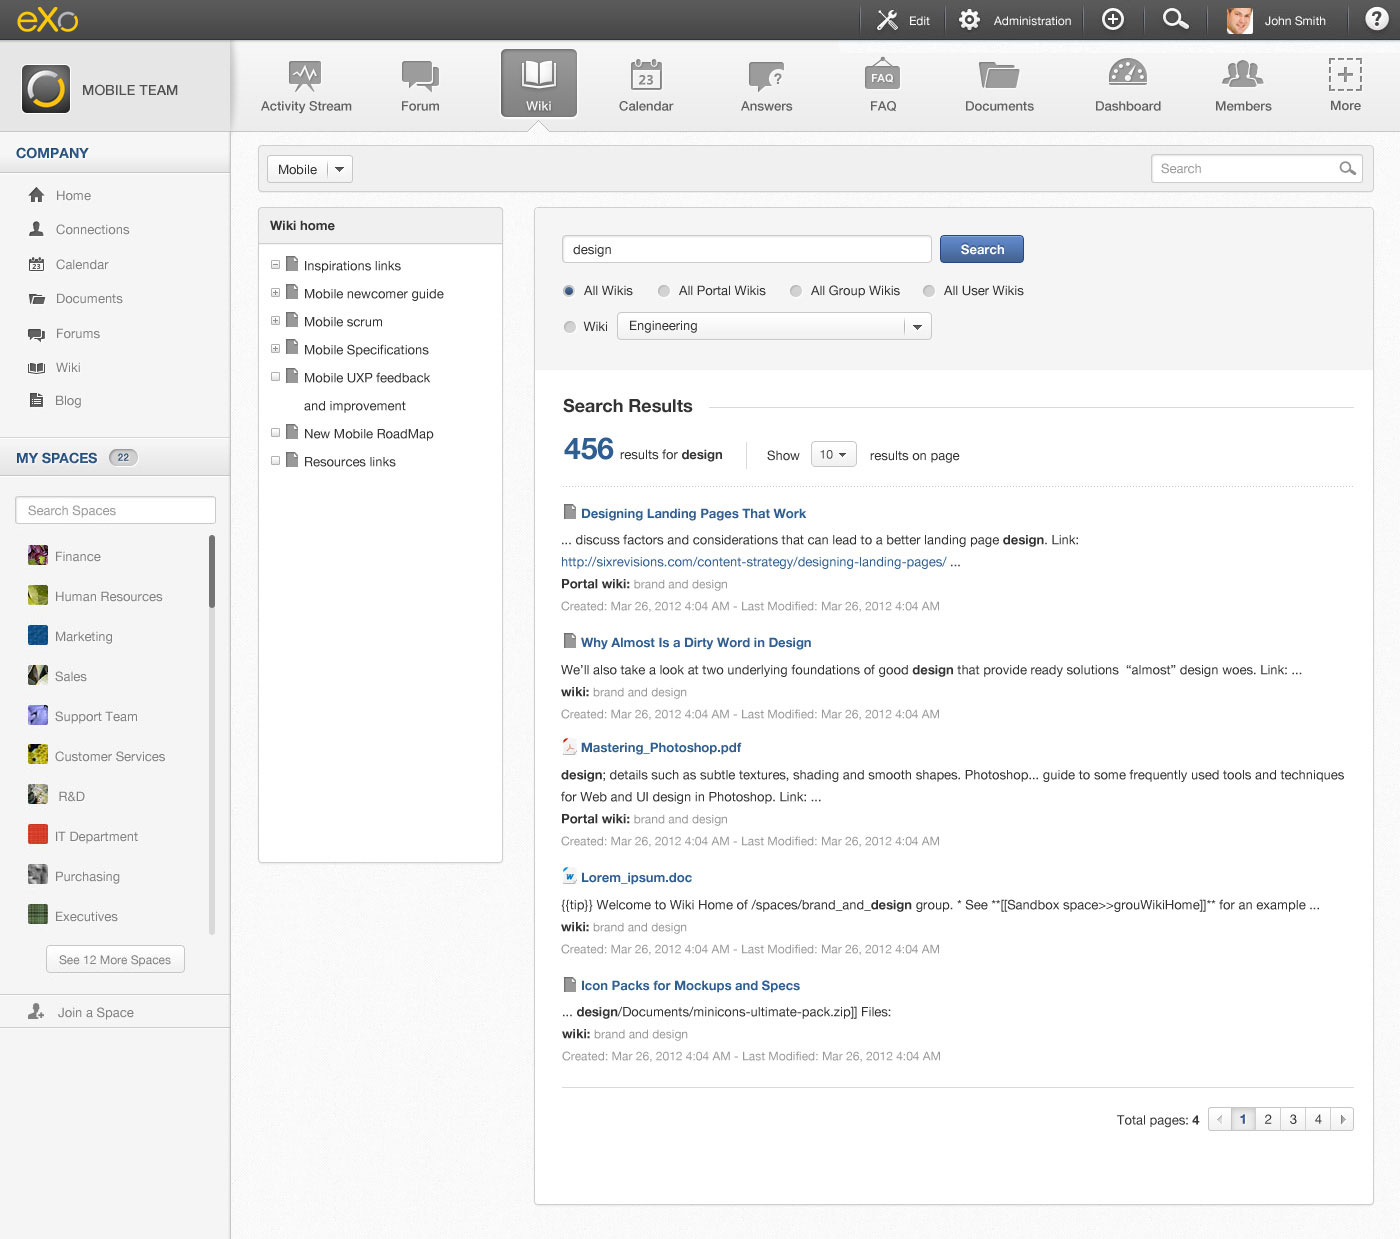 eXo
Edit
Administration
John Smith
?
MOBILE TEAM
Activity Stream
Forum
Wiki
23
Calendar
?
Answers
FAQ
FAQ
Documents
Dashboard
Members
More
COMPANY
Home
Connections
23
Calendar
Documents
Forums
Wiki
Blog
MY SPACES 22
Search Spaces
Finance
Human Resources
Marketing
Sales
Support Team
Customer Services
R&D
IT Department
Purchasing
Executives
See 12 More Spaces
Join a Space
Mobile
Search
Wiki home
Inspirations links
Mobile newcomer guide
Mobile scrum
Mobile Specifications
Mobile UXP feedback
and improvement
New Mobile RoadMap
Resources links
design
Search
All Wikis All Portal Wikis All Group Wikis All User Wikis
Wiki Engineering
Search Results
456 results for design Show 10 results on page
Designing Landing Pages That Work
... discuss factors and considerations that can lead to a better landing page design. Link:
http://sixrevisions.com/content-strategy/designing-landing-pages/ ...
Portal wiki: brand and design
Created: Mar 26, 2012 4:04 AM - Last Modified: Mar 26, 2012 4:04 AM
Why Almost Is a Dirty Word in Design
We'll also take a look at two underlying foundations of good design that provide ready solutions “almost” design woes. Link: ...
wiki: brand and design
Created: Mar 26, 2012 4:04 AM - Last Modified: Mar 26, 2012 4:04 AM
Mastering_Photoshop.pdf
design; details such as subtle textures, shading and smooth shapes. Photoshop... guide to some frequently used tools and techniques
for Web and UI design in Photoshop. Link: ...
Portal wiki: brand and design
Created: Mar 26, 2012 4:04 AM - Last Modified: Mar 26, 2012 4:04 AM
Lorem_ipsum.doc
{{tip}} Welcome to Wiki Home of /spaces/brand_and_design group. * See **[[Sandbox space>>grouWikiHome]]** for an example ...
wiki: brand and design
Created: Mar 26, 2012 4:04 AM - Last Modified: Mar 26, 2012 4:04 AM
Icon Packs for Mockups and Specs
... design/Documents/minicons-ultimate-pack.zip]] Files:
wiki: brand and design
Created: Mar 26, 2012 4:04 AM - Last Modified: Mar 26, 2012 4:04 AM
Total pages: 4 1 2 3 4